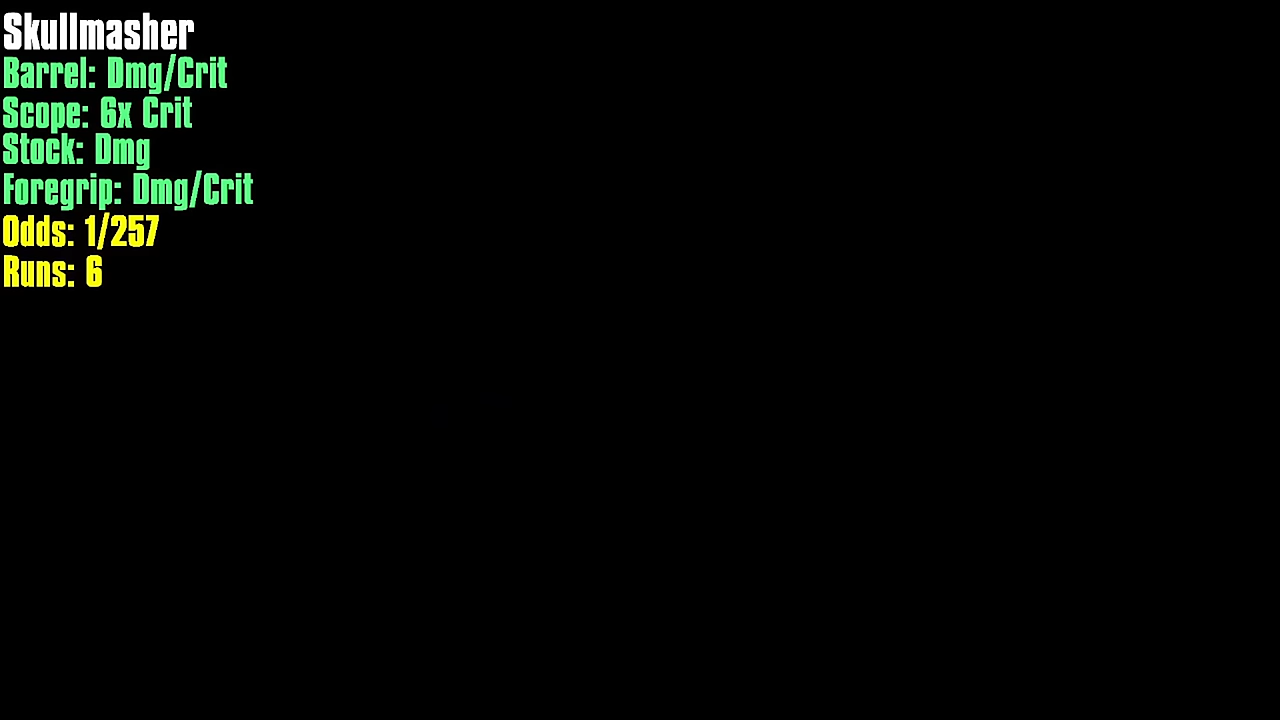 Skullmasher
Barrel: Dmg/Crit
Scope: 6x Crit
Stock: Dmg
Foregrip: Dmg/Crit
Odds: 1/257
Runs: 6